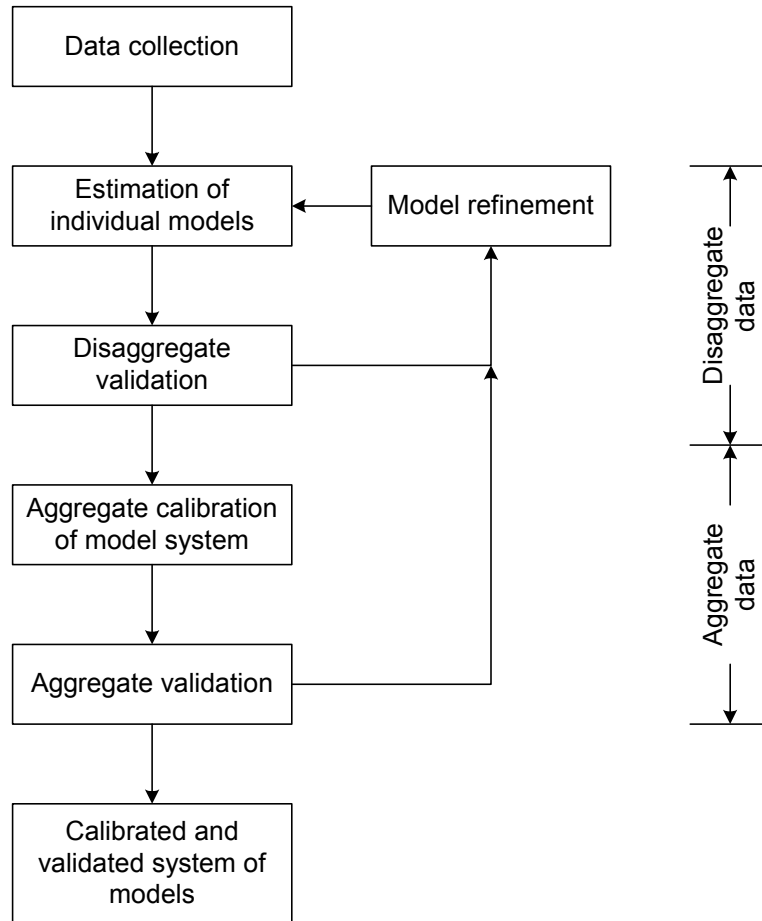 Data collection
Estimation of
individual models
Model refinement
Disaggregate
validation
Aggregate calibration
of model system
Aggregate validation
Calibrated and
validated system of
models
Disaggregate
data
Aggregate
data